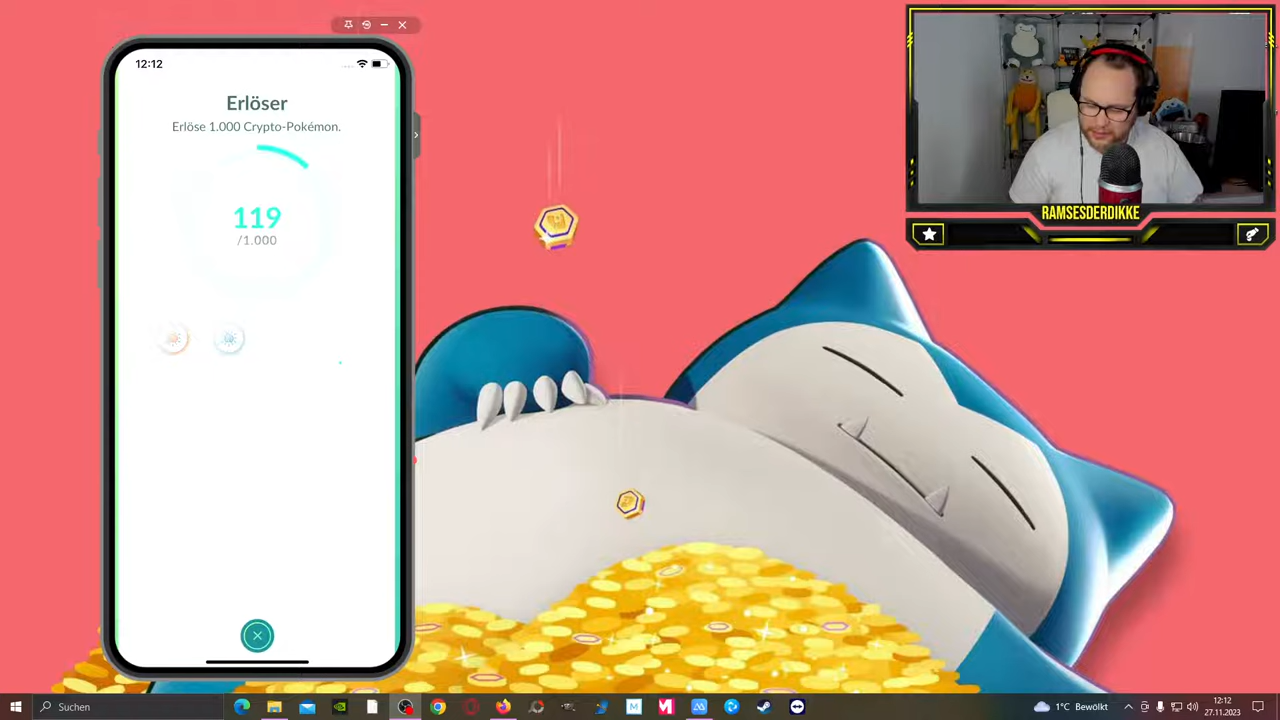 12:12
Erlöser
Erlöse 1.000 Crypto-Pokémon.
119
/1.000
RAMSESDERDIKKE
Suchen
1°C Bewölkt
12:12
27.11.2023